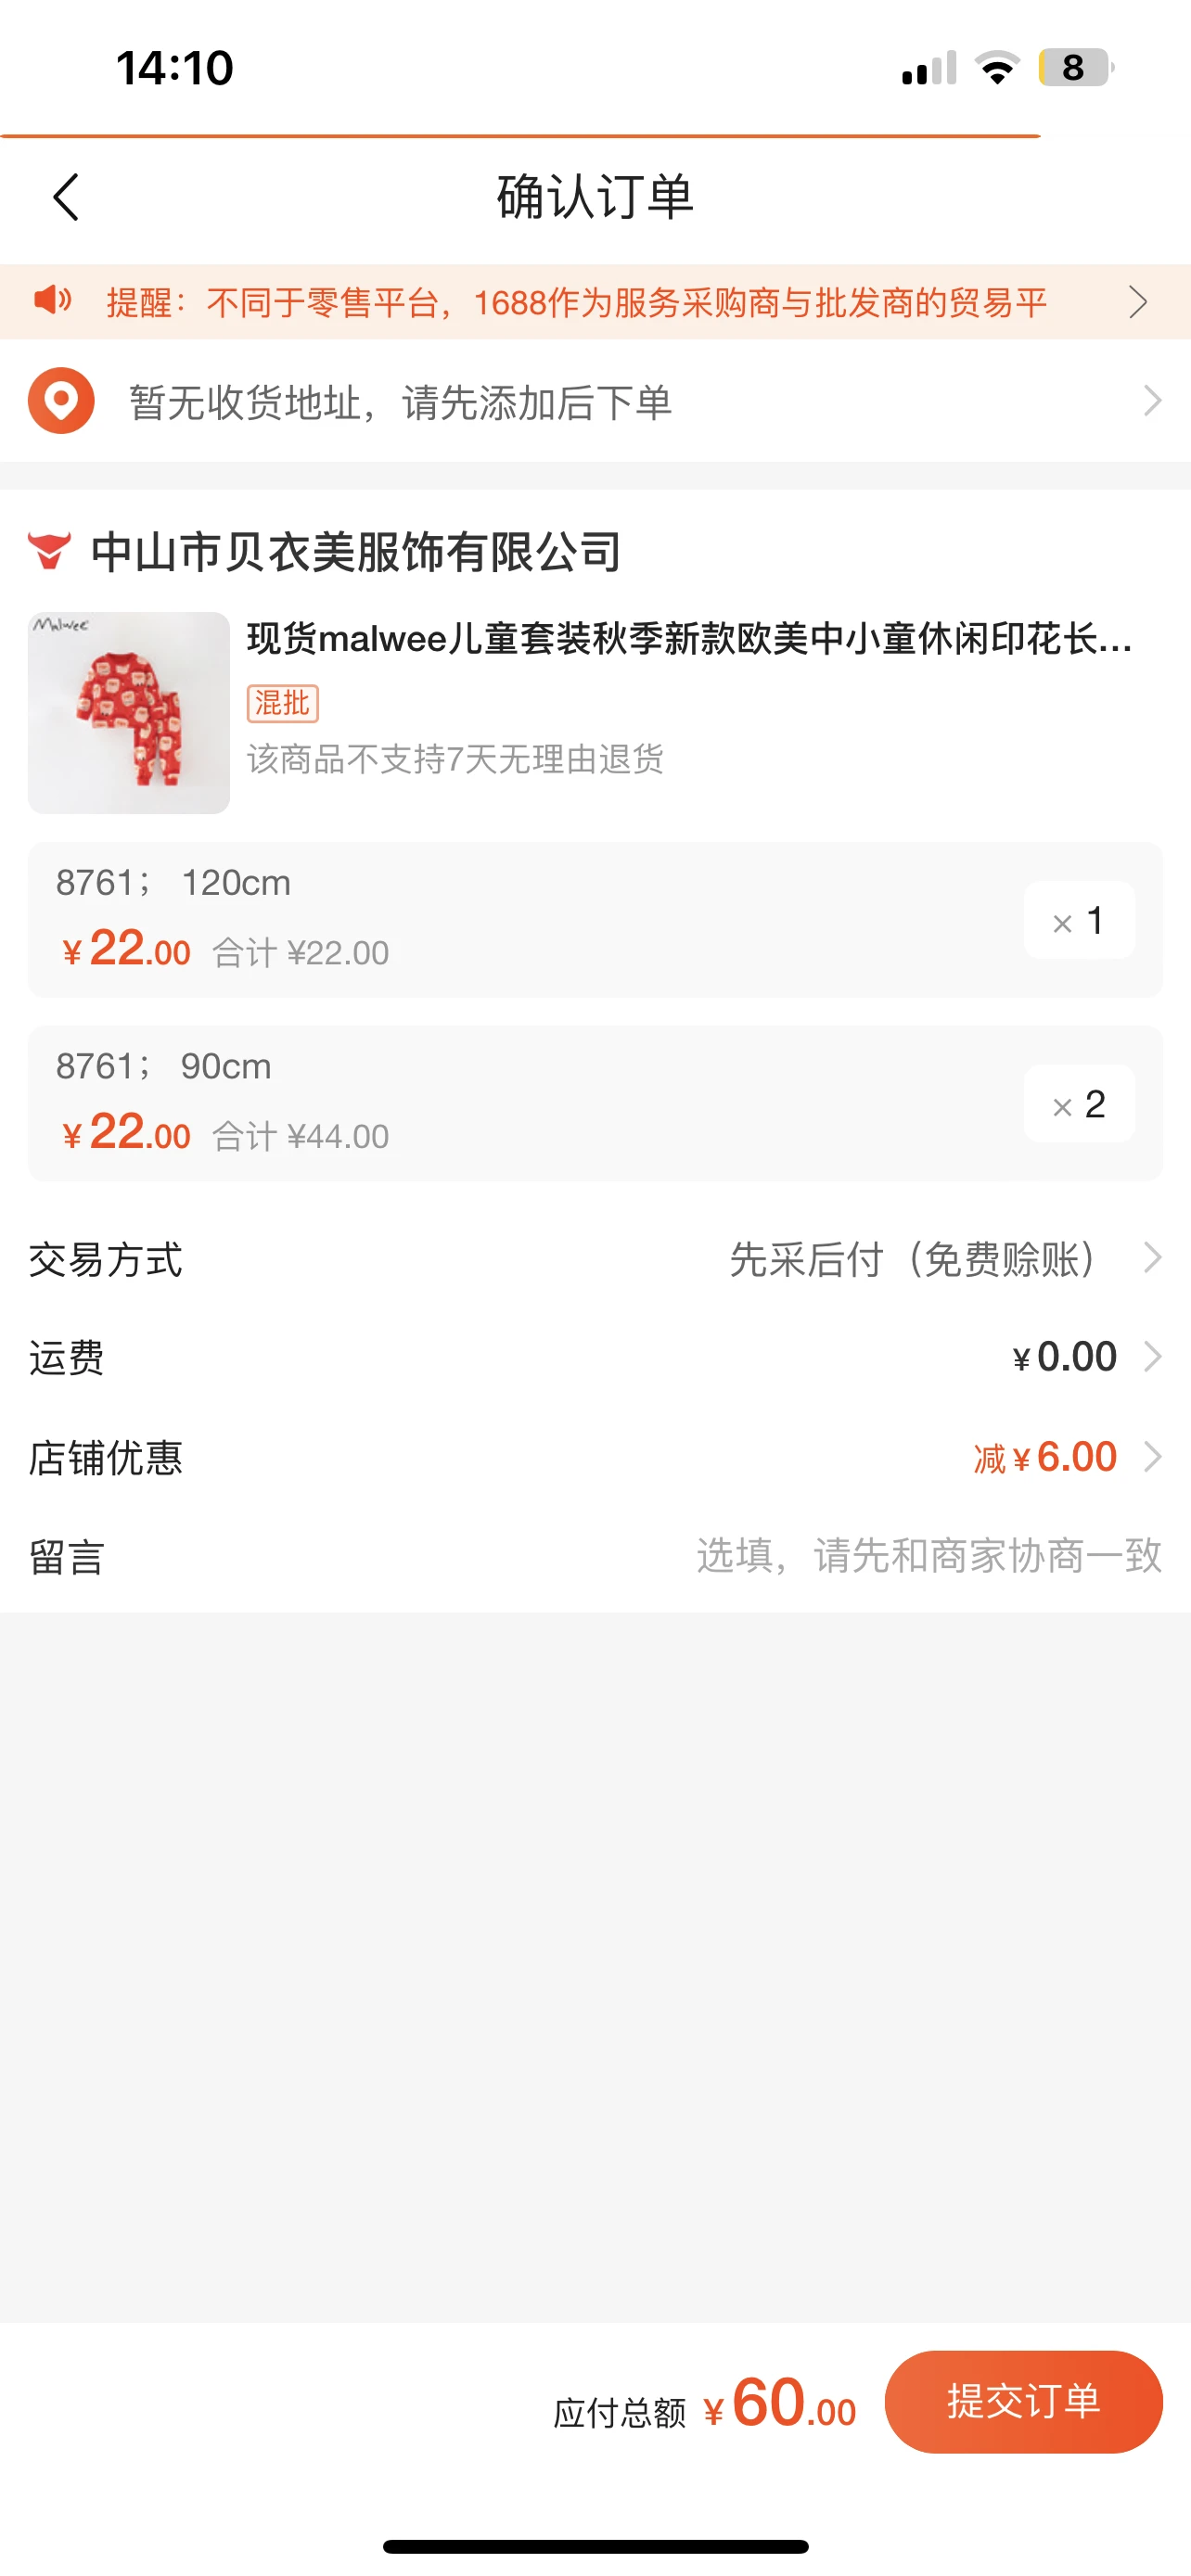 14:10
8
确认订单
提醒：不同于零售平台，1688作为服务采购商与批发商的贸易平
暂无收货地址，请先添加后下单
中山市贝衣美服饰有限公司
Malwee
现货malwee儿童套装秋季新款欧美中小童休闲印花长...
混批
该商品不支持7天无理由退货
8761； 120cm
¥22.00 合计 ¥22.00
× 1
8761； 90cm
¥22.00 合计 ¥44.00
× 2
交易方式 先采后付（免费赊账）
运费 ¥0.00
店铺优惠 减¥6.00
留言 选填，请先和商家协商一致
应付总额 ¥60.00
提交订单